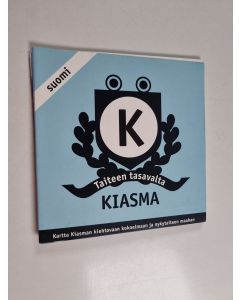 suomi
K
Taiteen tasavalta
KIASMA
Kartta Kiasman kiehtovaan kokoelmaan ja nykytaiteen maahan